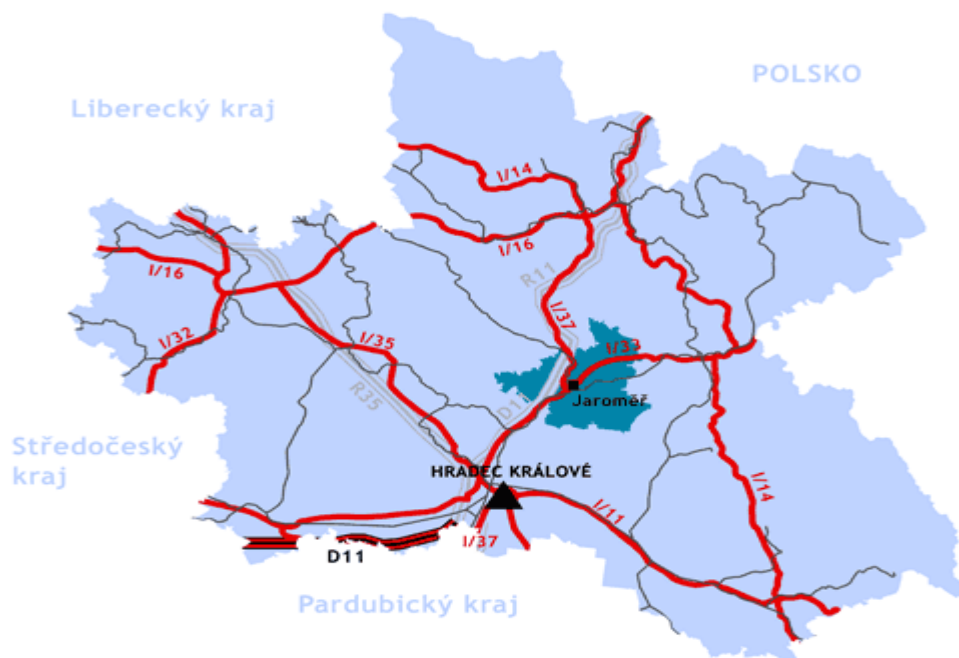 POLSKO
Liberecký kraj
I/14
I/16
R11
I/16
I/37
I/32
I/35
I/33
R35
D11
Jaroměř
Středočeský
kraj
HRADEC KRÁLOVÉ
I/14
I/11
I/37
D11
Pardubický kraj